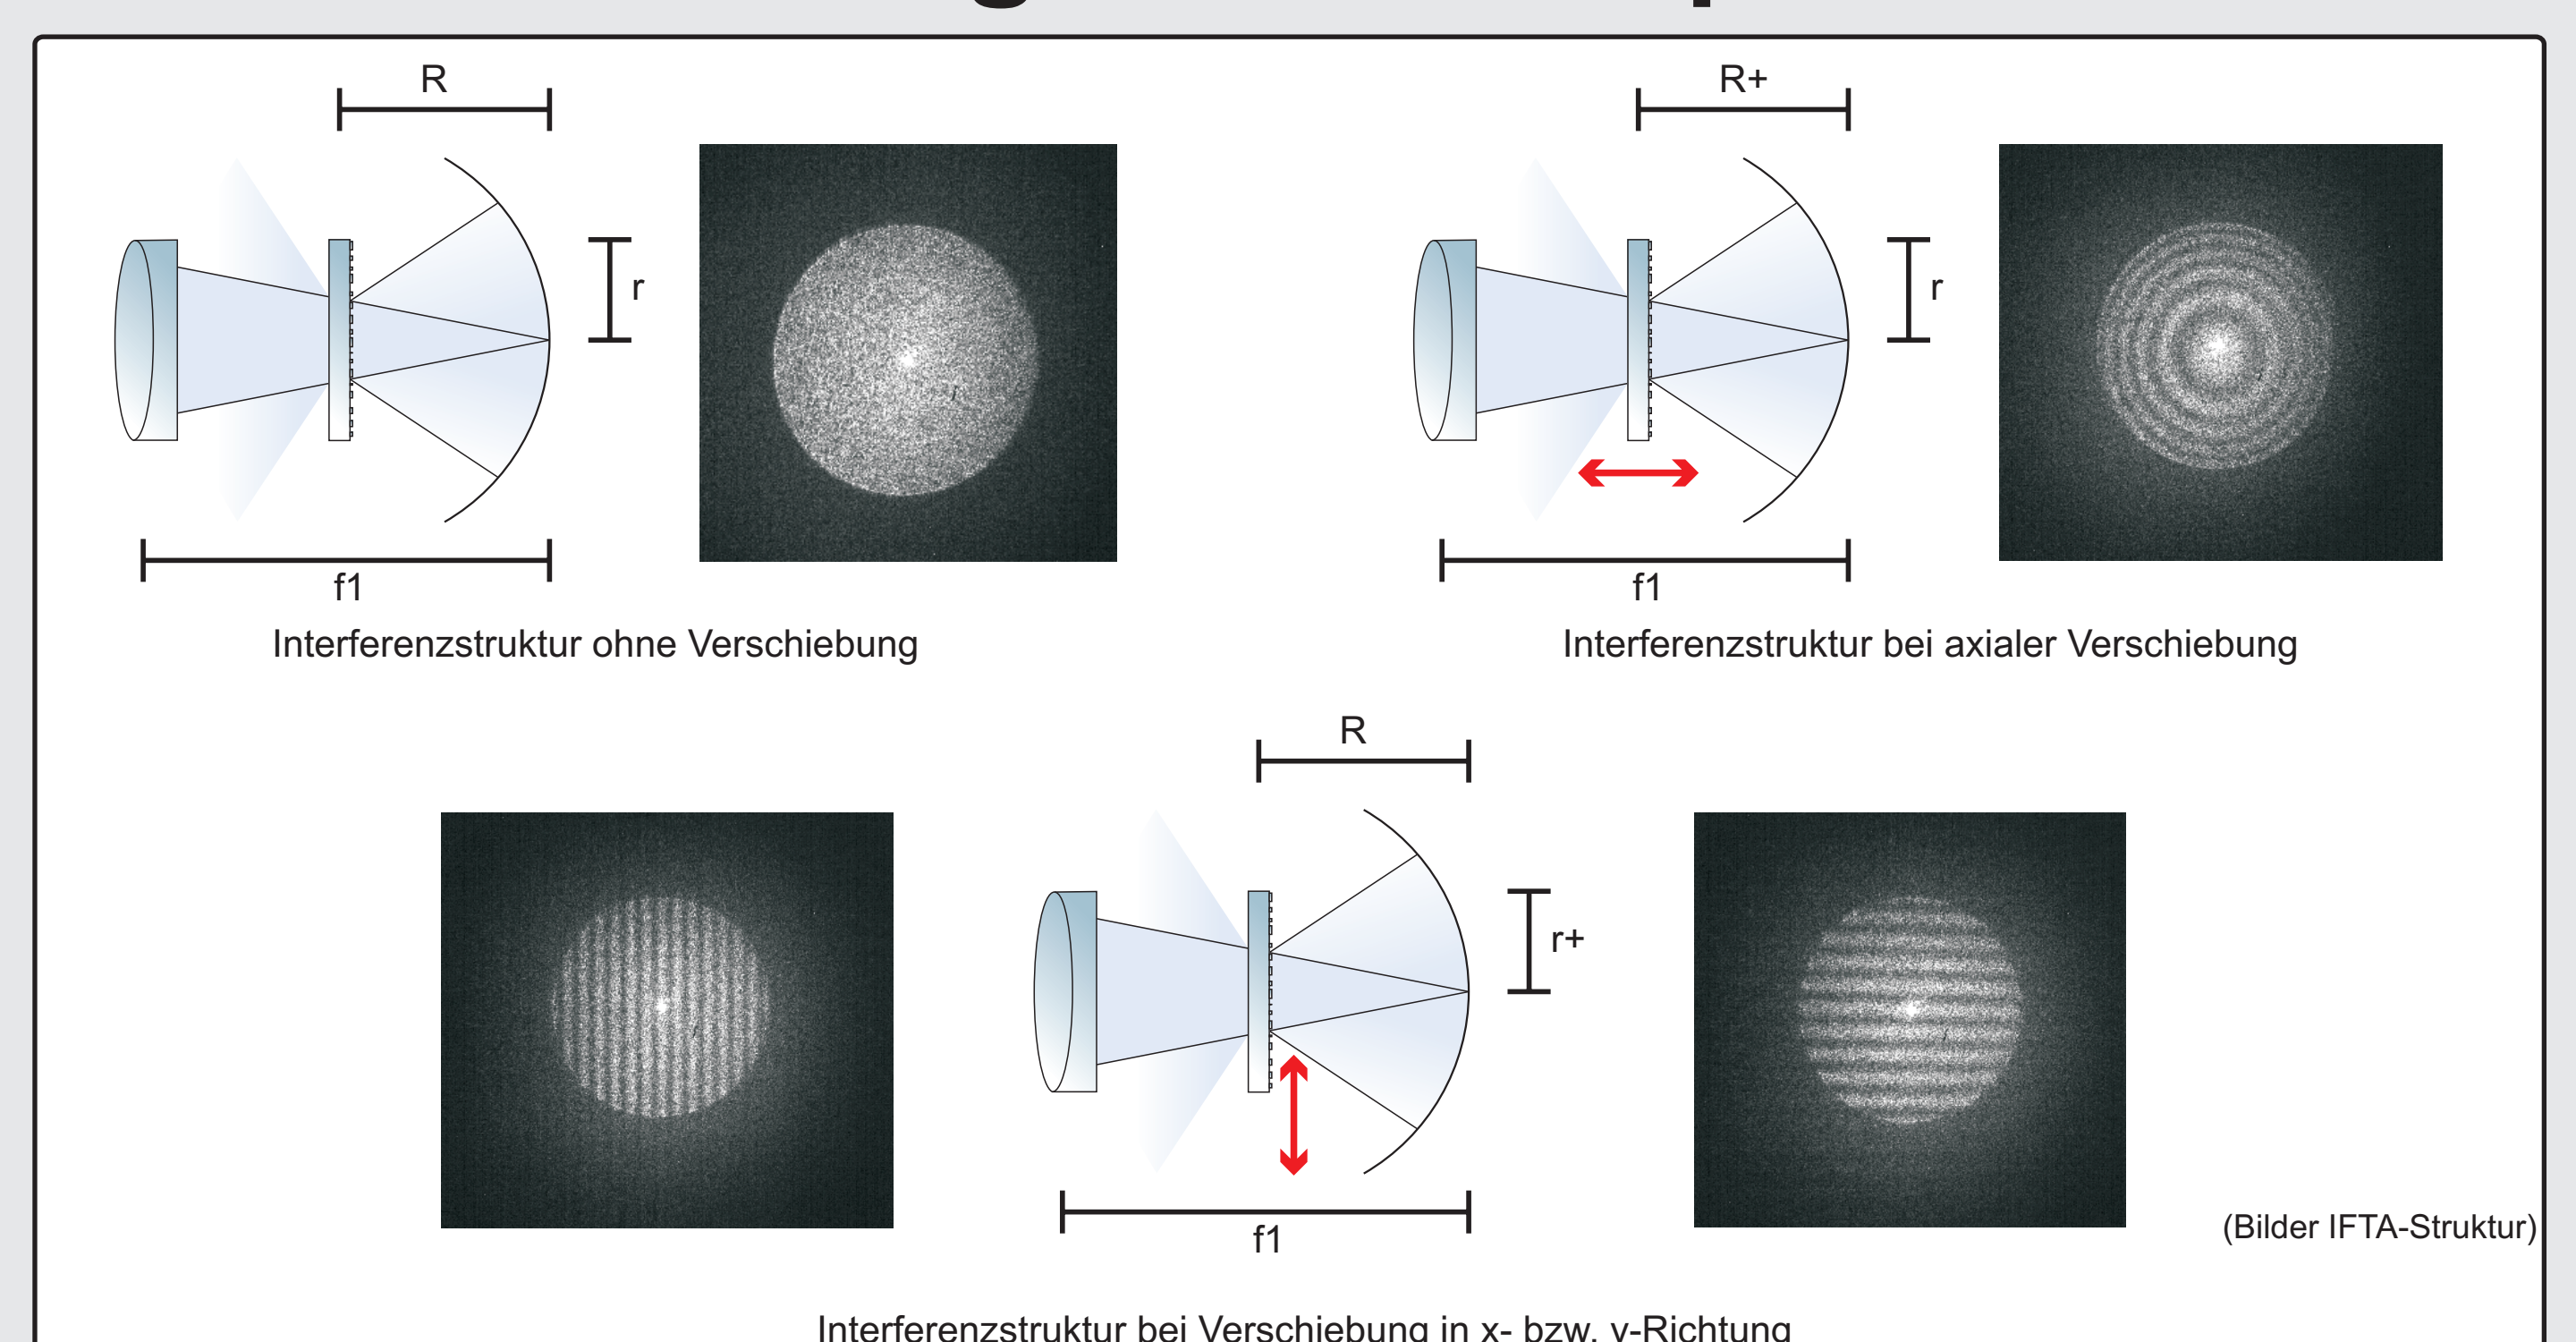 R
R+
r
r
f1
f1
Interferenzstruktur ohne Verschiebung
Interferenzstruktur bei axialer Verschiebung
R
r+
f1
(Bilder IFTA-Struktur)
Interferenzstruktur bei Verschiebung in x- bzw. y-Richtung